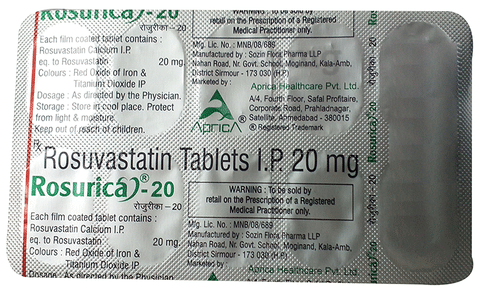 Rosurica®-20
रोजुरिका – 20
Each film coated tablet contains :
Rosuvastatin Calcium I.P.
eq. to Rosuvastatin 20 mg.
Colours : Red Oxide of Iron &
Titanium Dioxide IP
Dosage : As directed by the Physician.
Storage : Store in cool place. Protect
from light & moisture.
Keep out of reach of children.
WARNING : To be sold by
retail on the Prescription of a Registered
Medical Practitioner only.
Mfg. Lic. No. : MNB/08/689
Manufactured by : Sozin Flora Pharma LLP
Nahan Road, Nr. Govt. School, Moginand, Kala-Amb,
District Sirmour - 173 030 (H.P.)
Marketed by :
Aprica Healthcare Pvt. Ltd.
A/4, Fourth Floor, Safal Profitaire,
Corporate Road, Prahladnagar,
Satellite, Ahmedabad - 380015
® Registered Trademark
APRICA
Rx Rosuvastatin Tablets I.P. 20 mg
Rosurica®-20
रोजुरिका – 20
Each film coated tablet contains :
Rosuvastatin Calcium I.P.
eq. to Rosuvastatin 20 mg.
Colours : Red Oxide of Iron &
Titanium Dioxide IP
Dosage : As directed by the Physician
WARNING : To be sold by
retail on the Prescription of a Registered
Medical Practitioner only.
Mfg. Lic. No. : MNB/08/689
Manufactured by : Sozin Flora Pharma LLP
Nahan Road, Nr. Govt. School, Moginand, Kala-Amb,
District Sirmour - 173 030 (H.P.)
Marketed by :
Aprica Healthcare Pvt. Ltd.